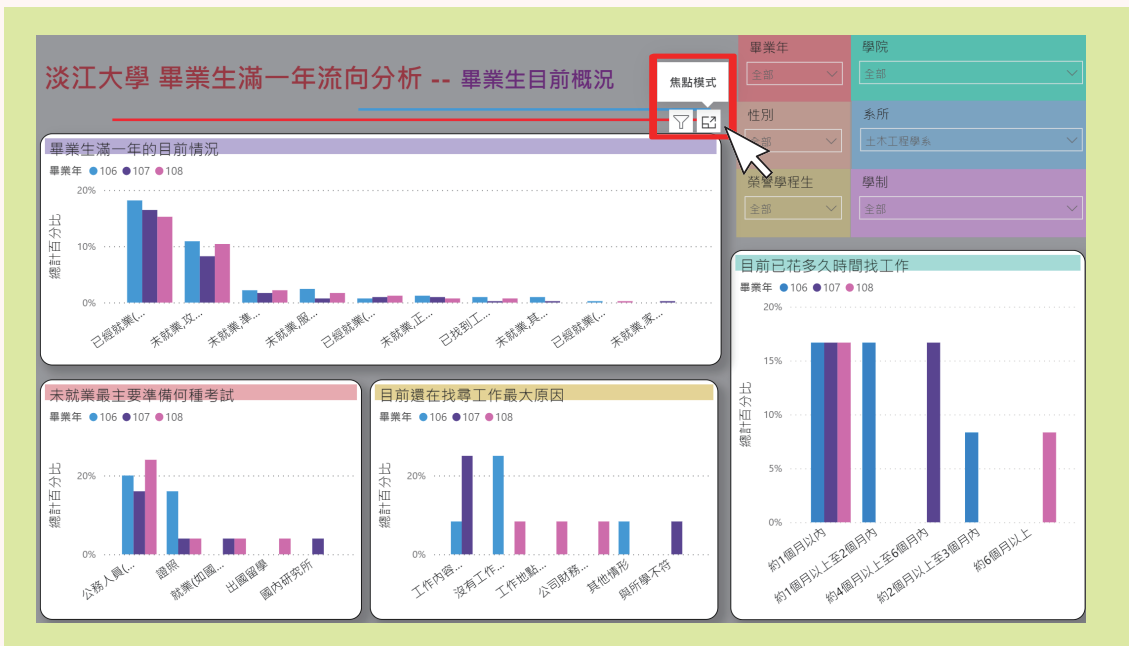 淡江大學 畢業生滿一年流向分析 -- 畢業生目前概況
焦點模式
畢業年
全部
學院
全部
性別
全部
系所
土木工程學系
榮譽學程生
全部
學制
全部
畢業生滿一年的目前情況
畢業年 106 107 108
總計百分比
20%
10%
0%
已經就業(...
未就業,攻...
未就業,準...
未就業,服...
已經就業(...
未就業,正...
已找到工...
未就業,其...
已經就業(...
未就業,家...
未就業最主要準備何種考試
畢業年 106 107 108
總計百分比
20%
0%
公務人員(...
證照
就業(如國...
出國留學
國內研究所
目前還在找尋工作最大原因
畢業年 106 107 108
總計百分比
20%
0%
工作內容...
沒有工作...
工作地點...
公司財務...
其他情形
與所學不符
目前已花多久時間找工作
畢業年 106 107 108
總計百分比
20%
15%
10%
5%
0%
約1個月以內
約1個月以上至2個月內
約4個月以上至6個月內
約2個月以上至3個月內
約6個月以上